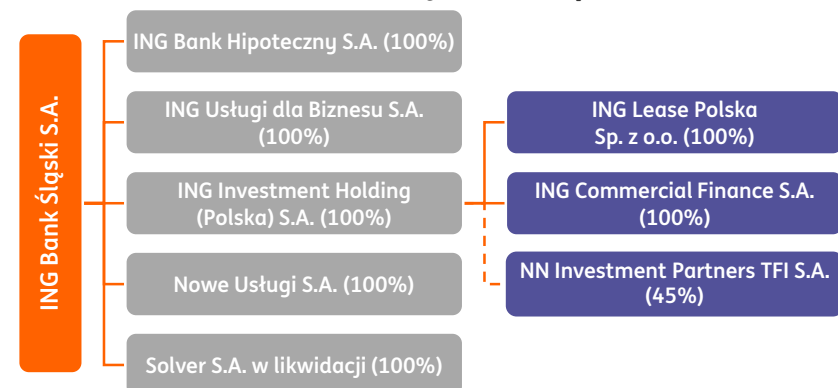 ING Bank Śląski S.A.
ING Bank Hipoteczny S.A. (100%)
ING Usługi dla Biznesu S.A.
(100%)
ING Investment Holding
(Polska) S.A. (100%)
Nowe Usługi S.A. (100%)
Solver S.A. w likwidacji (100%)
ING Lease Polska
Sp. z o.o. (100%)
ING Commercial Finance S.A.
(100%)
NN Investment Partners TFI S.A.
(45%)